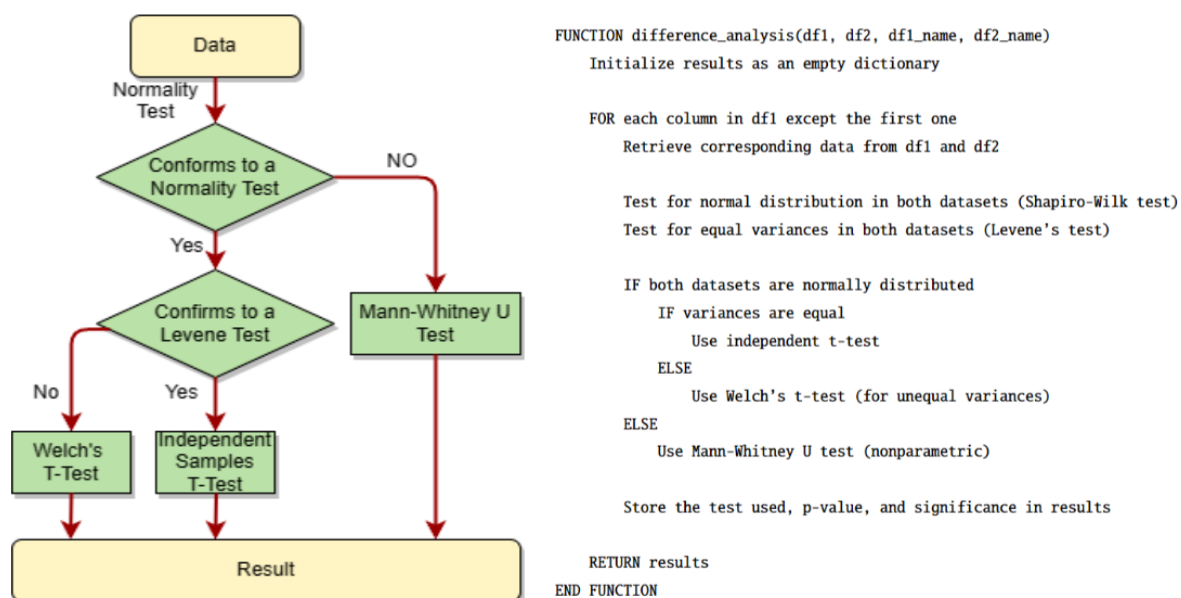 Data
Normality
Test
Conforms to a
Normality Test
NO
Yes
Confirms to a
Levene Test
Mann-Whitney U
Test
No
Yes
Welch's
T-Test
Independent
Samples
T-Test
Result
FUNCTION difference_analysis(df1, df2, df1_name, df2_name)
Initialize results as an empty dictionary
FOR each column in df1 except the first one
Retrieve corresponding data from df1 and df2
Test for normal distribution in both datasets (Shapiro-Wilk test)
Test for equal variances in both datasets (Levene's test)
IF both datasets are normally distributed
IF variances are equal
Use independent t-test
ELSE
Use Welch's t-test (for unequal variances)
ELSE
Use Mann-Whitney U test (nonparametric)
Store the test used, p-value, and significance in results
RETURN results
END FUNCTION